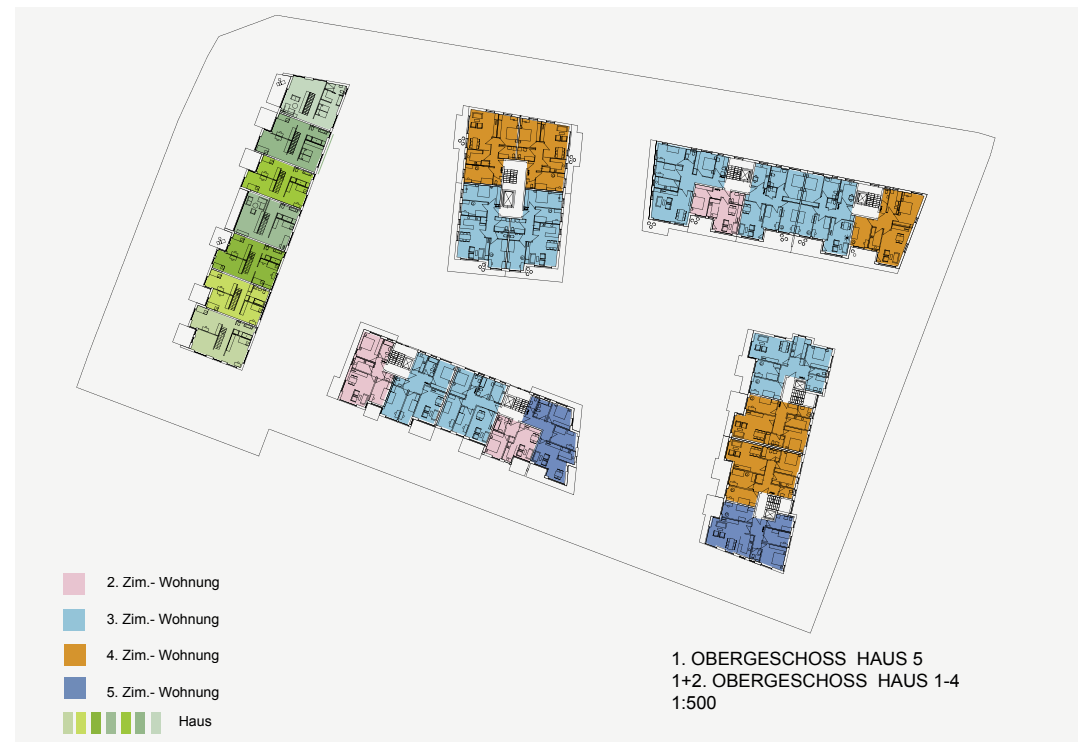 2. Zim.- Wohnung
3. Zim.- Wohnung
4. Zim.- Wohnung
5. Zim.- Wohnung
Haus
1. OBERGESCHOSS HAUS 5
1+2. OBERGESCHOSS HAUS 1-4
1:500